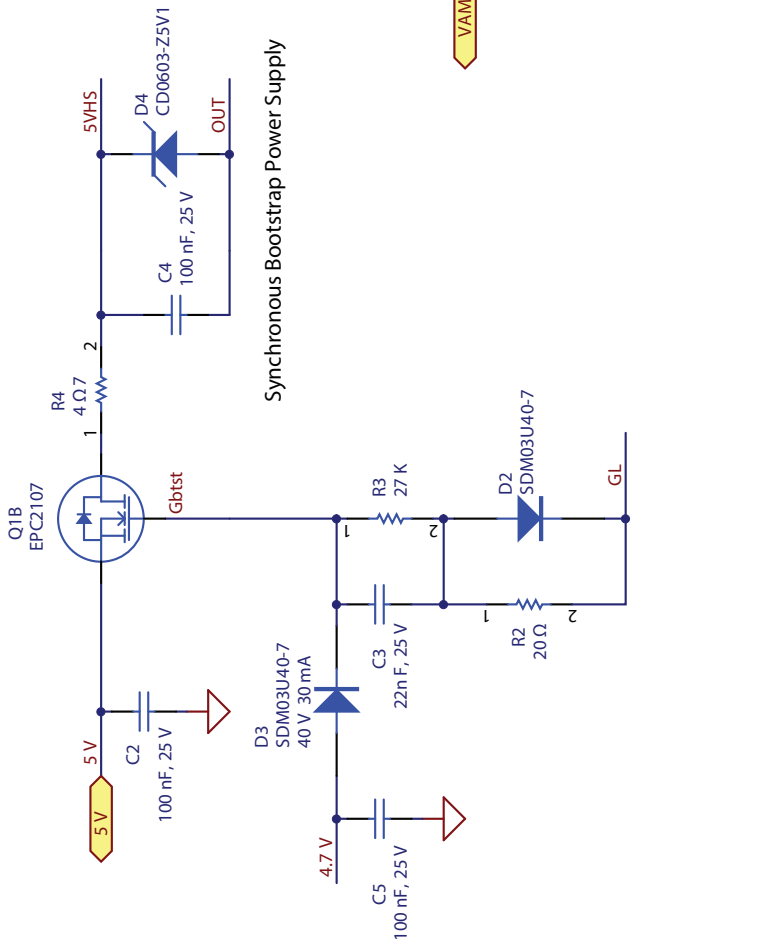 VAM
5VHS
D4
CD0603-Z5V1
OUT
C4
100 nF, 25 V
Synchronous Bootstrap Power Supply
2
R4
4 Ω 7
1
Q1B
EPC2107
Gbtst
R3
27 K
1
2
D2
SDM03U40-7
GL
R2
20 Ω
1
2
C3
22n F, 25 V
D3
SDM03U40-7
40 V 30 mA
5 V
5 V
C2
100 nF, 25 V
4.7 V
C5
100 nF, 25 V